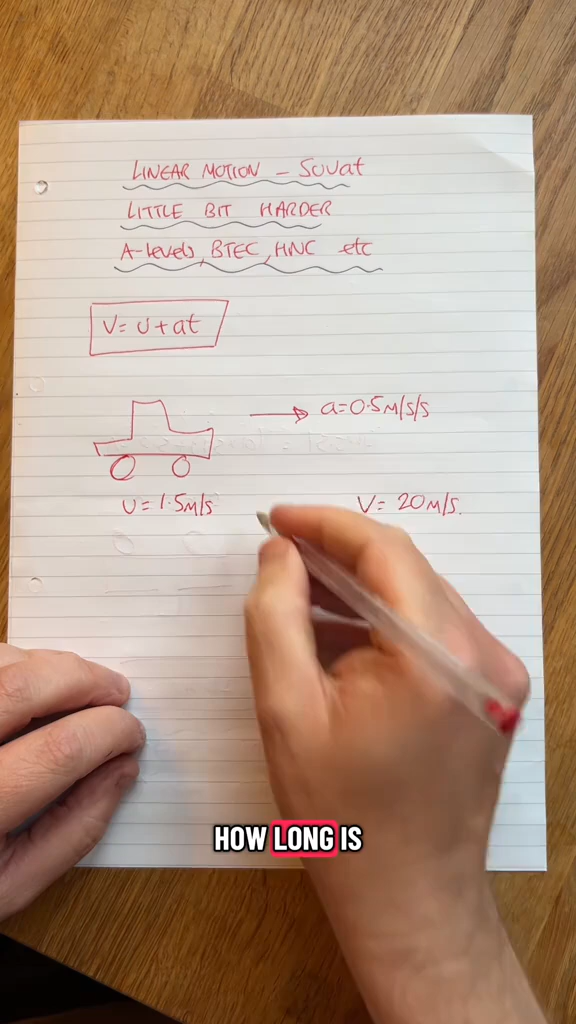 LINEAR MOTION - SUVAT
LITTLE BIT HARDER
A-levels, BTEC, HNC etc
V = U + at
a=0.5M/s/s
U = 1.5M/s
V = 20M/s.
HOW LONG IS